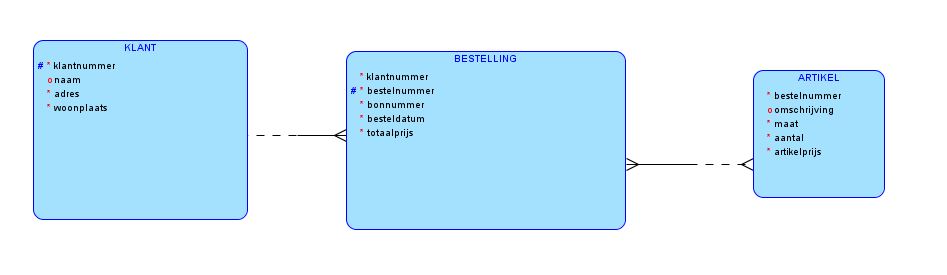 KLANT
# * klantnummer
o naam
* adres
* woonplaats
BESTELLING
* klantnummer
# * bestelnummer
* bonnummer
* besteldatum
* totaalprijs
ARTIKEL
* bestelnummer
o omschrijving
* maat
* aantal
* artikelprijs